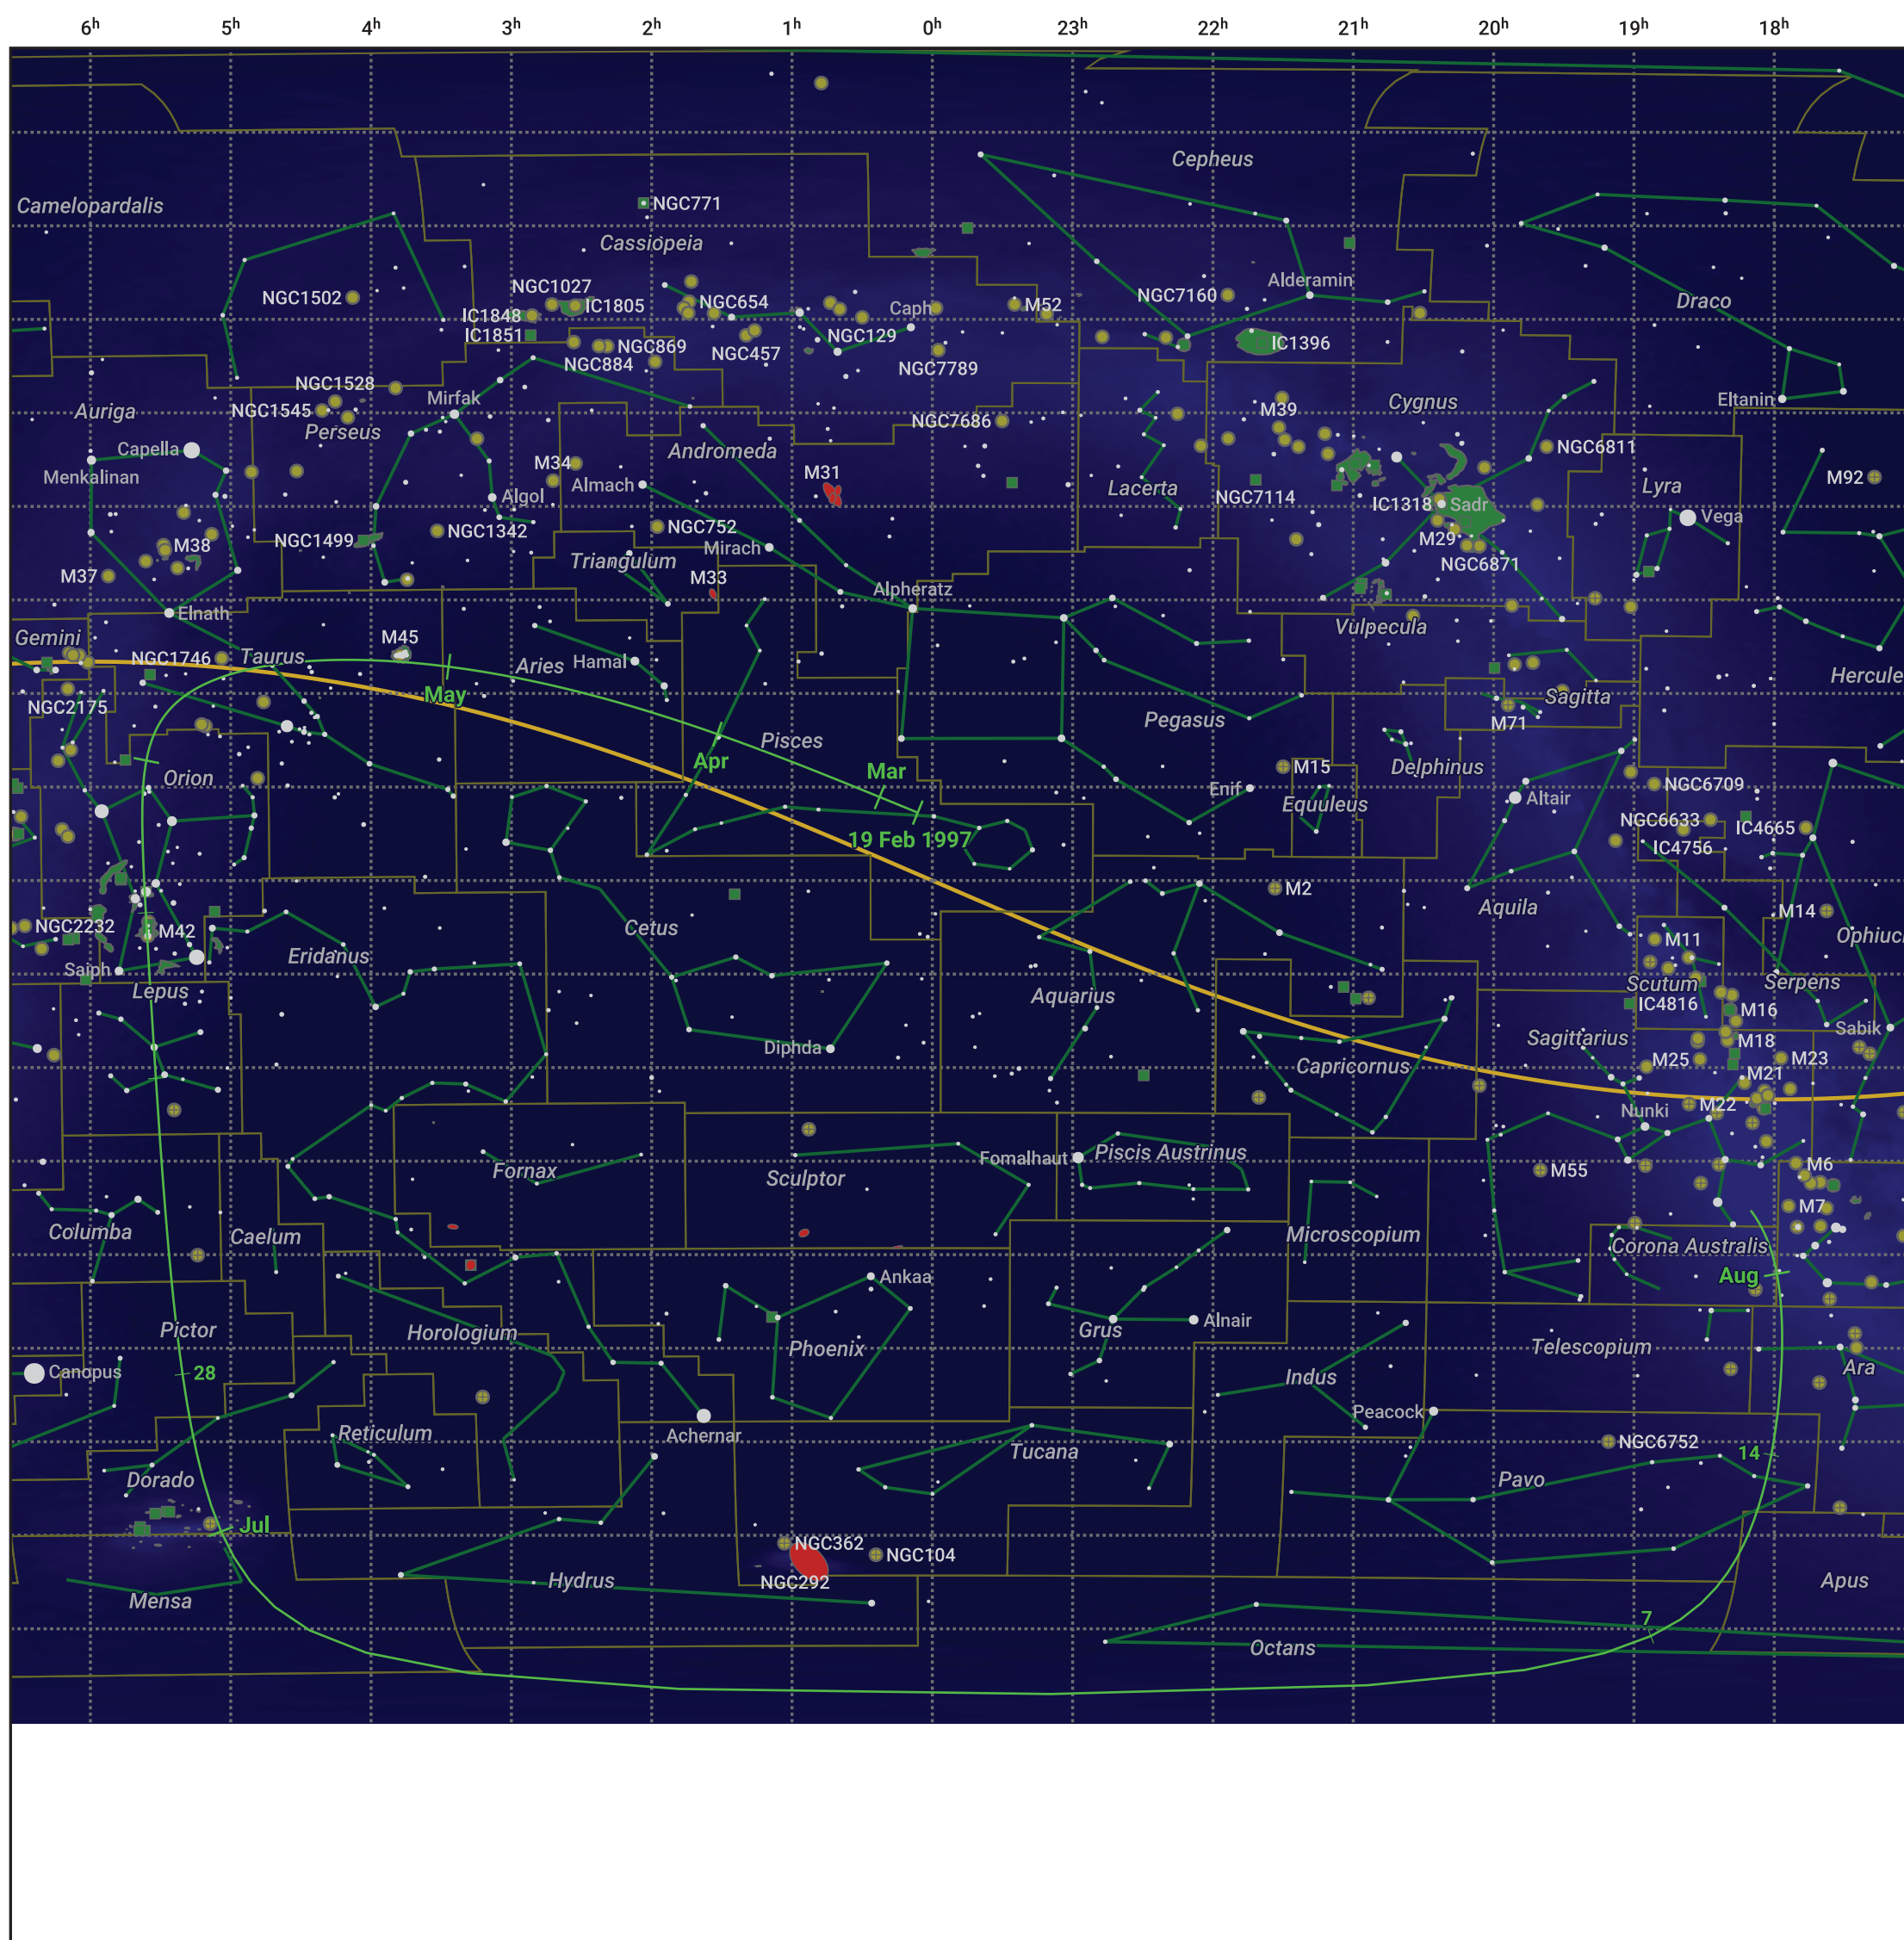 6h 5h 4h 3h 2h 1h 0h 23h 22h 21h 20h 19h 18h
Cepheus
Camelopardalis
NGC771
Cassiopeia
Alderamin
NGC1502
NGC1027
IC1805
NGC654
Caph
M52
NGC7160
Draco
IC1848
IC1851
NGC869
NGC884
NGC457
NGC129
NGC7789
IC1396
NGC1528
Mirfak
Eltanin
Auriga
NGC1545
Perseus
NGC7686
M39
Cygnus
Capella
Andromeda
NGC6811
Menkalinan
M34
Almach
M31
Lacerta
NGC7114
Lyra
M92
Algol
IC1318
Sadr
Vega
M38
NGC1499
NGC1342
NGC752
Mirach
M29
NGC6871
M37
Triangulum
M33
Alpheratz
Elnath
Gemini
M45
Vulpecula
NGC1746
Taurus
Aries
Hamal
Hercule
May
NGC2175
Sagitta
Pegasus
M71
Pisces
Apr
Mar
M15
Delphinus
Orion
Enif
Equuleus
Altair
NGC6709
19 Feb 1997
NGC6633
IC4665
IC4756
M2
Aquila
M14
NGC2232
M42
Cetus
M11
Ophiuc
Eridanus
Saiph
Lepus
Aquarius
Scutum
Serpens
IC4816
M16
Sabik
Diphda
Sagittarius
M18
Capricornus
M25
M23
M21
M22
Nunki
Fornax
Sculptor
Fomalhaut
Piscis Austrinus
M55
M6
M7
Columba
Caelum
Microscopium
Corona Australis
Ankaa
Aug
Pictor
Horologium
Phoenix
Grus
Alnair
Telescopium
Canopus
28
Indus
Ara
Peacock
Reticulum
Achernar
Tucana
NGC6752
14
Dorado
Pavo
Jul
NGC362
NGC104
NGC292
Hydrus
Mensa
Apus
7
Octans